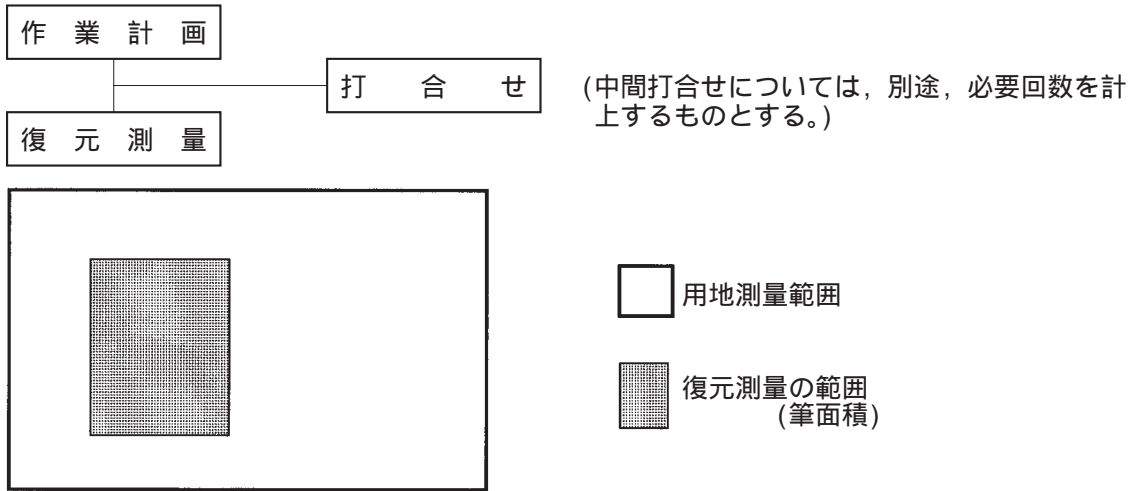 作業計画
打合せ
(中間打合せについては，別途，必要回数を計
上するものとする。)
復元測量
用地測量範囲
復元測量の範囲
(筆面積)